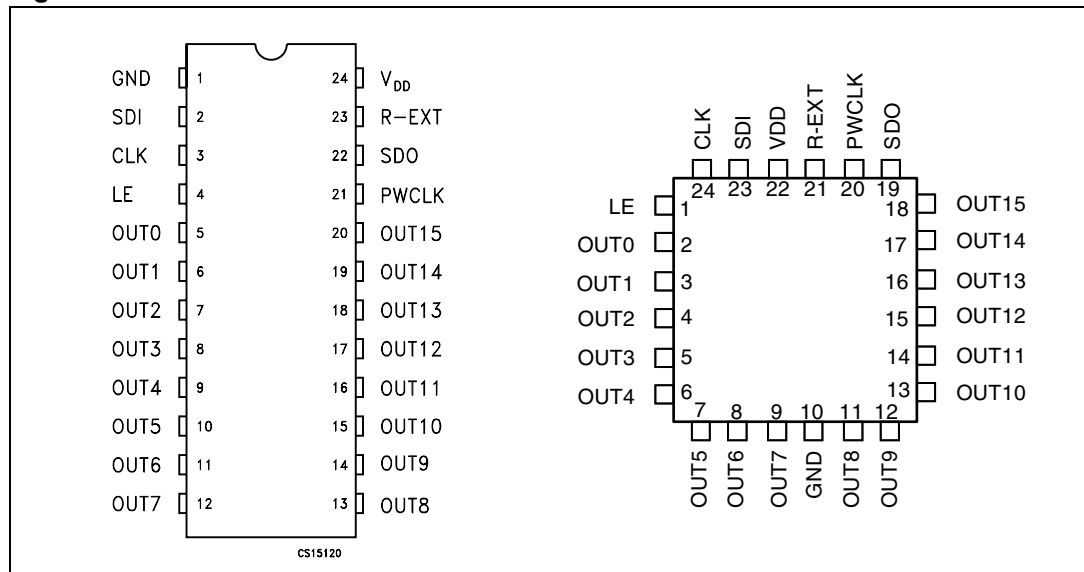 GND 1 24 VDD
SDI 2 23 R-EXT
CLK 3 22 SDO
LE 4 21 PWCLK
OUT0 5 20 OUT15
OUT1 6 19 OUT14
OUT2 7 18 OUT13
OUT3 8 17 OUT12
OUT4 9 16 OUT11
OUT5 10 15 OUT10
OUT6 11 14 OUT9
OUT7 12 13 OUT8
CS15120
CLK SDI VDD R-EXT PWCLK SDO
24 23 22 21 20 19
LE 1 18 OUT15
OUT0 2 17 OUT14
OUT1 3 16 OUT13
OUT2 4 15 OUT12
OUT3 5 14 OUT11
OUT4 6 13 OUT10
7 8 9 10 11 12
OUT5 OUT6 OUT7 GND OUT8 OUT9